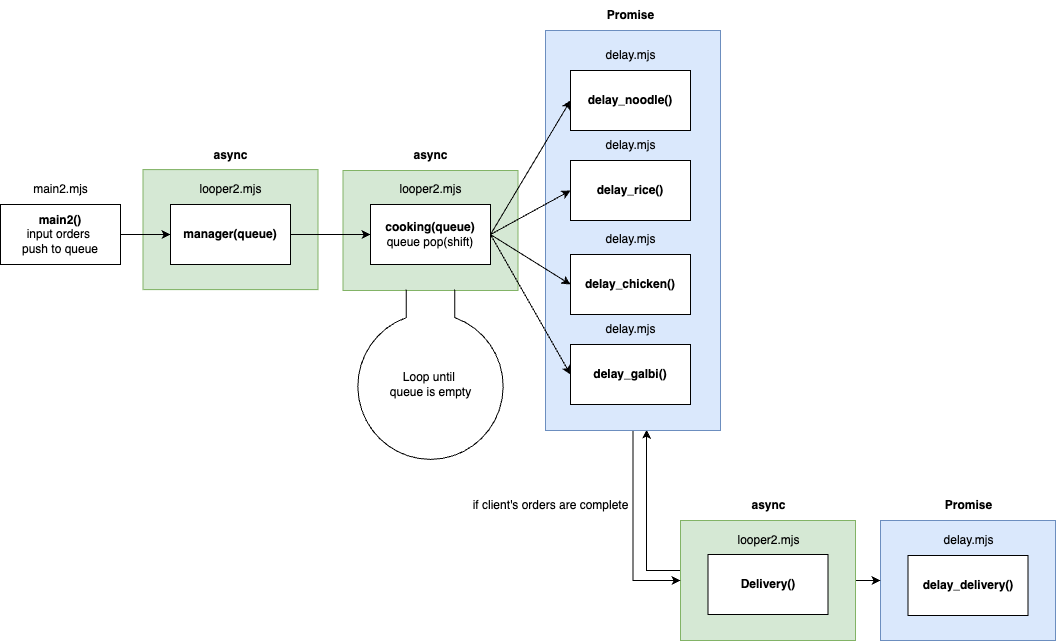 Promise
delay.mjs
delay_noodle()
delay.mjs
delay_rice()
delay.mjs
delay_chicken()
delay.mjs
delay_galbi()
main2.mjs
main2()
input orders
push to queue
async
looper2.mjs
manager(queue)
async
looper2.mjs
cooking(queue)
queue pop(shift)
Loop until
queue is empty
if client's orders are complete
async
looper2.mjs
Delivery()
Promise
delay.mjs
delay_delivery()